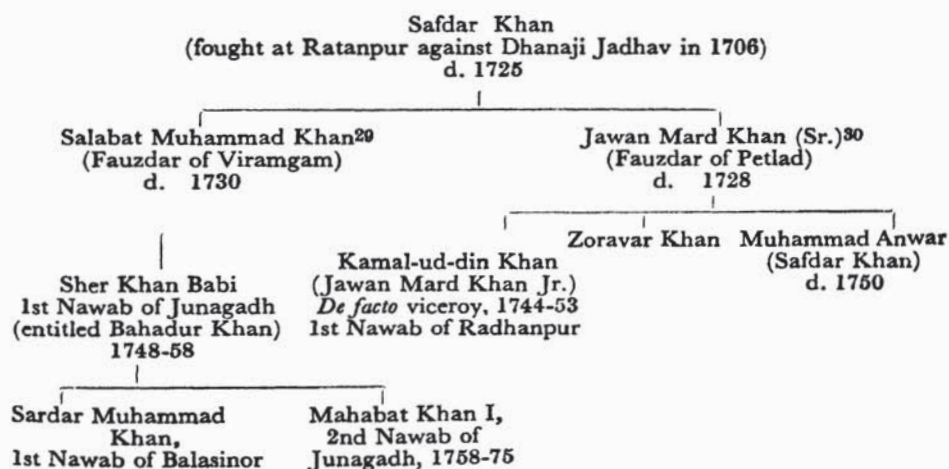 Safdar Khan
(fought at Ratanpur against Dhanaji Jadhav in 1706)
d. 1725
Salabat Muhammad Khan29
(Fauzdar of Viramgam)
d. 1730
Jawan Mard Khan (Sr.)30
(Fauzdar of Petlad)
d. 1728
Sher Khan Babi
1st Nawab of Junagadh
(entitled Bahadur Khan)
1748-58
Kamal-ud-din Khan
(Jawan Mard Khan Jr.)
De facto viceroy, 1744-53
1st Nawab of Radhanpur
Zoravar Khan
Muhammad Anwar
(Safdar Khan)
d. 1750
Sardar Muhammad
Khan,
1st Nawab of Balasinor
Mahabat Khan I,
2nd Nawab of
Junagadh, 1758-75